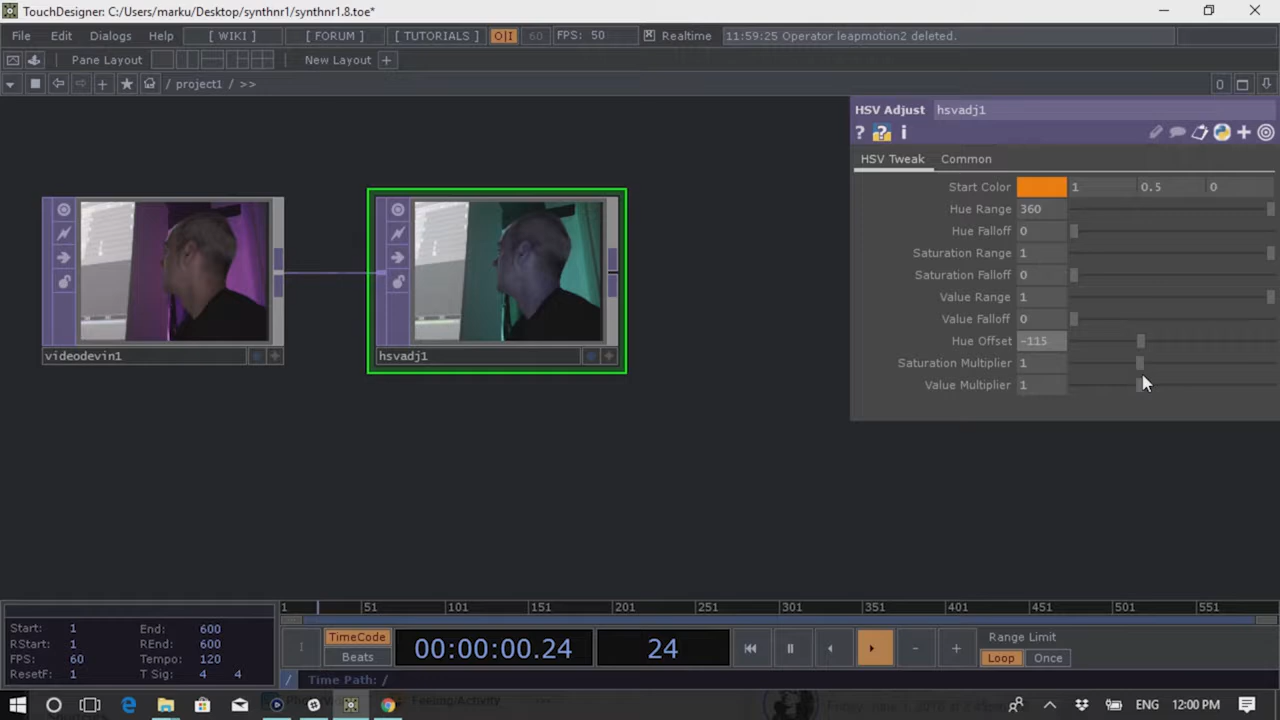 TouchDesigner: C:/Users/marku/Desktop/synthnr1/synthnr1.8.toe*
File Edit Dialogs Help [ WIKI ] [ FORUM ] [ TUTORIALS ] O|I 60 FPS: 50 Realtime 11:59:25 Operator leapmotion2 deleted.
Pane Layout New Layout +
/ project1 / >> 0
HSV Adjust hsvadj1
? ? i
HSV Tweak Common
Start Color 1 0.5 0
Hue Range 360
Hue Falloff 0
Saturation Range 1
Saturation Falloff 0
Value Range 1
Value Falloff 0
Hue Offset -115
Saturation Multiplier 1
Value Multiplier 1
videodevin1
hsvadj1
1 51 101 151 201 251 301 351 401 451 501 551
Start: 1 End: 600
RStart: 1 REnd: 600
FPS: 60 Tempo: 120
ResetF: 1 T Sig: 4 4
TimeCode
Beats
00:00:00.24
24
Range Limit
Loop Once
/ Time Path: /
Feeling/Activity
ENG 12:00 PM